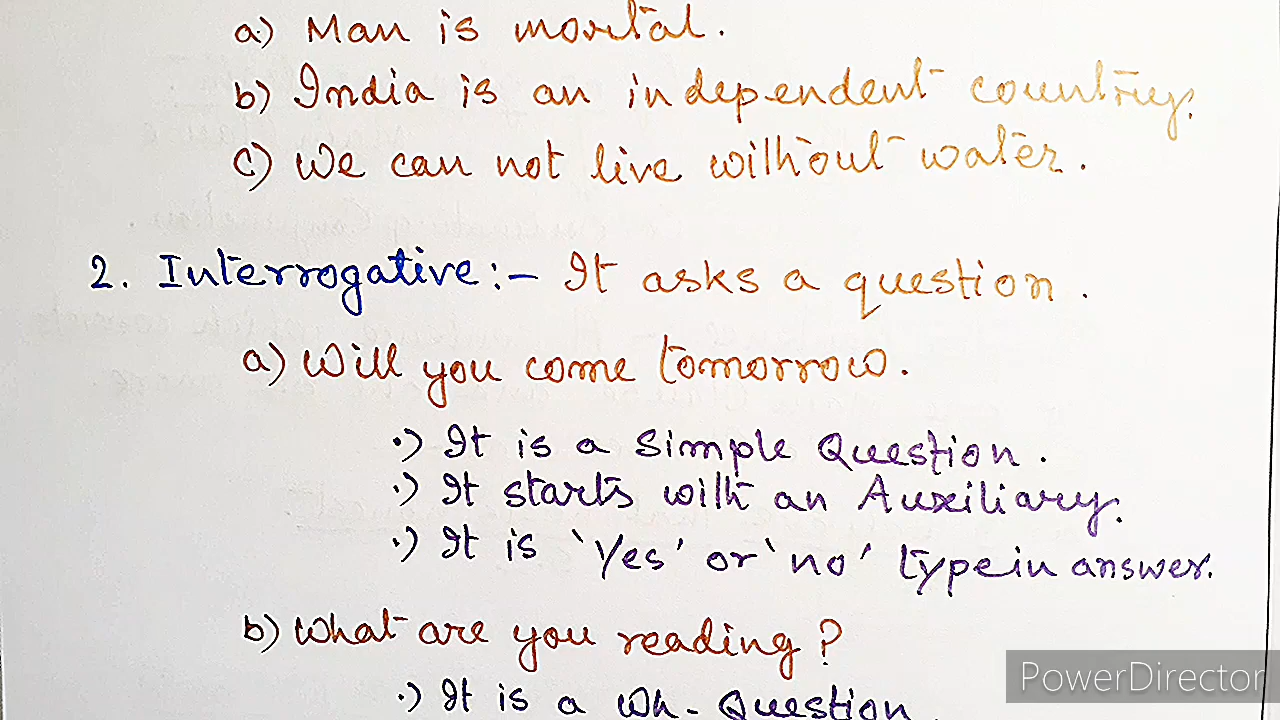 a) Man is mortal.
b) India is an independent country.
c) We can not live without water.
2. Interrogative:- It asks a question.
a) Will you come tomorrow.
•) It is a Simple Question.
•) It starts with an Auxiliary.
•) It is 'Yes' or 'no' type in answer.
b) What are you reading?
•) It is a Wh-Question.
PowerDirector